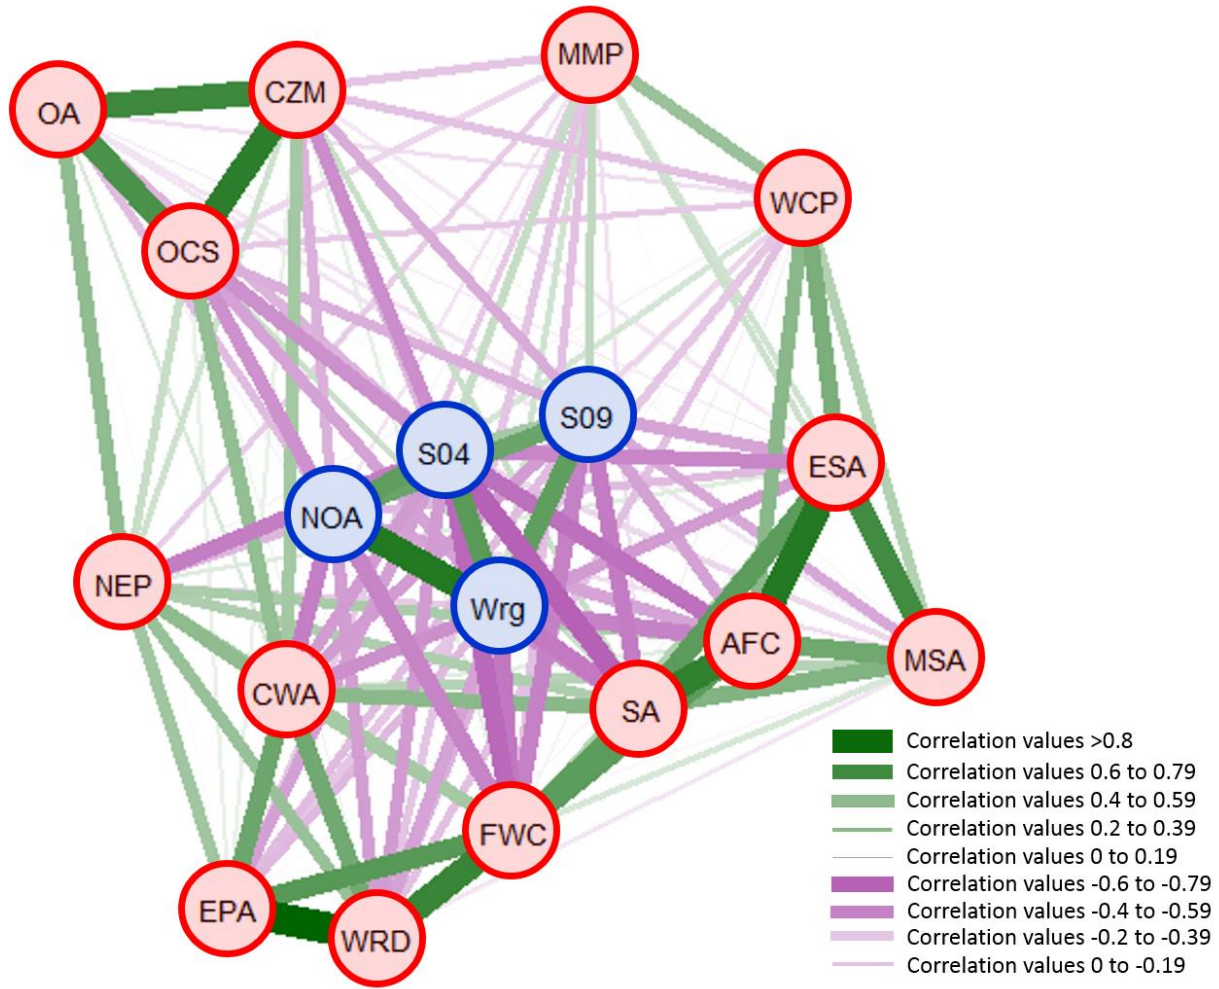 MMP
CZM
OA
WCP
OCS
S09
S04
ESA
NOA
NEP
Wrg
AFC
MSA
CWA
SA
FWC
EPA
WRD
Correlation values >0.8
Correlation values 0.6 to 0.79
Correlation values 0.4 to 0.59
Correlation values 0.2 to 0.39
Correlation values 0 to 0.19
Correlation values -0.6 to -0.79
Correlation values -0.4 to -0.59
Correlation values -0.2 to -0.39
Correlation values 0 to -0.19